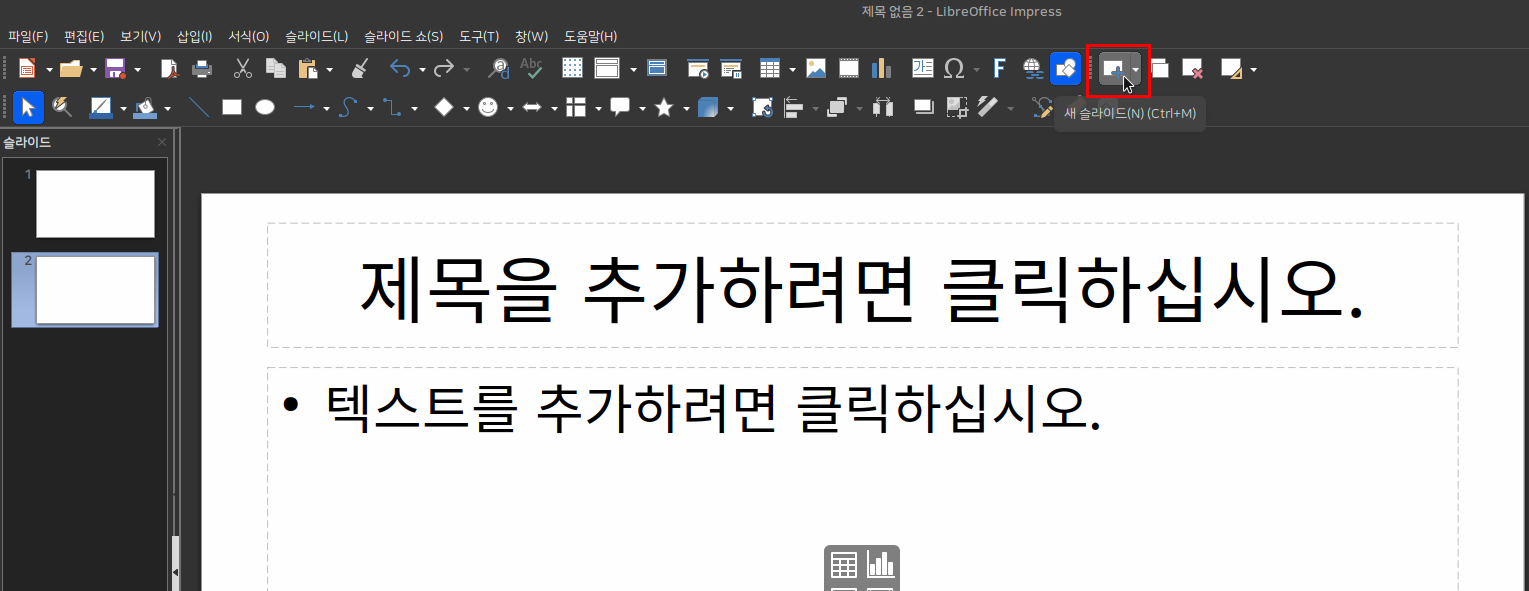 제목 없음 2 - LibreOffice Impress
파일(F) 편집(E) 보기(V) 삽입(I) 서식(O) 슬라이드(L) 슬라이드 쇼(S) 도구(T) 창(W) 도움말(H)
Abc
새 슬라이드(N) (Ctrl+M)
슬라이드
1
2
제목을 추가하려면 클릭하십시오.
• 텍스트를 추가하려면 클릭하십시오.